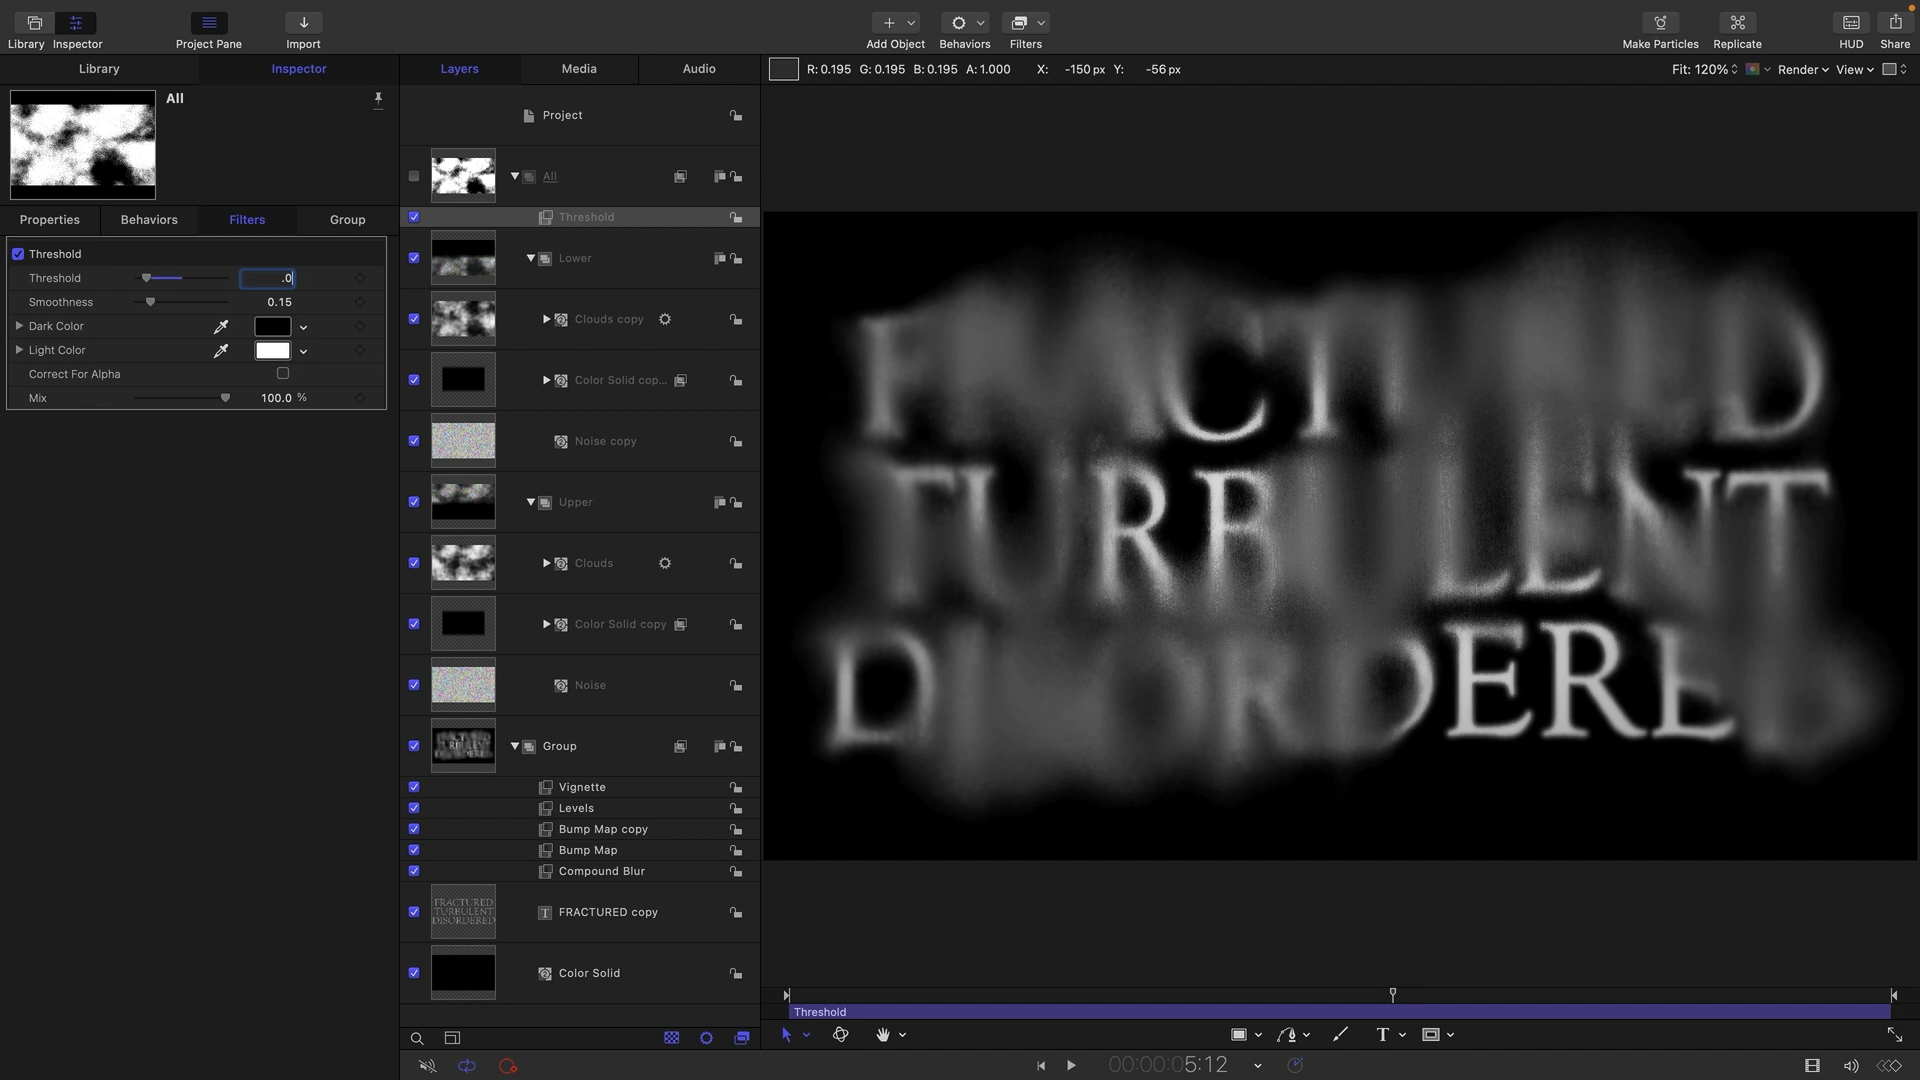 Library
Inspector
Project Pane
Import
Add Object
Behaviors
Filters
Make Particles
Replicate
HUD
Share
Library
Inspector
Layers
Media
Audio
R: 0.195 G: 0.195 B: 0.195 A: 1.000 X: -150 px Y: -56 px
Fit: 120%
Render
View
All
Properties
Behaviors
Filters
Group
Threshold
Threshold .0
Smoothness 0.15
Dark Color
Light Color
Correct For Alpha
Mix 100.0 %
Project
All
Threshold
Lower
Clouds copy
Color Solid cop...
Noise copy
Upper
Clouds
Color Solid copy
Noise
Group
Vignette
Levels
Bump Map copy
Bump Map
Compound Blur
FRACTURED
TURBULENT
DISORDERED
FRACTURED copy
Color Solid
FRACTURED
TURBULENT
DISORDERED
Threshold
00:00:05:12